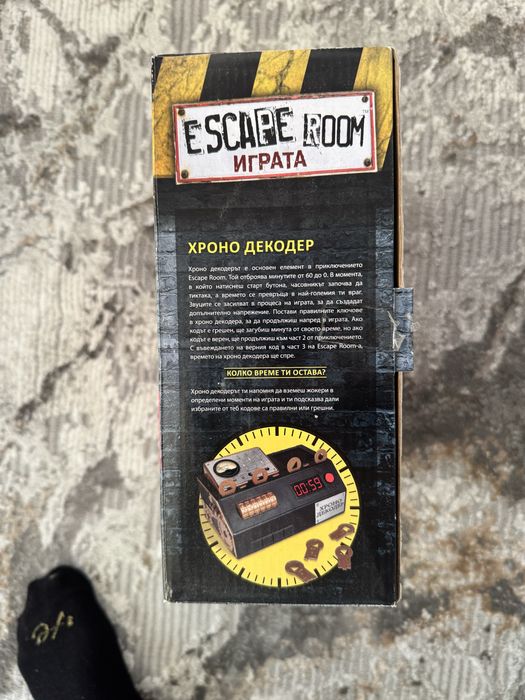 ESCAPE ROOM
ИГРАТА
ХРОНО ДЕКОДЕР
Хроно декодерът е основен елемент в приключението
Escape Room. Той отброява минутите от 60 до 0. В момента,
в който натиснеш старт бутона, часовникът започва да
тиктака, а времето се превръща в най-големия ти враг.
Звуците се засилват в процеса на играта, за да създадат
допълнително напрежение. Постави правилните ключове
в хроно декодера, за да продължиш напред в играта. Ако
кодът е грешен, ще загубиш минута от своето време, но ако
кодът е верен, ще продължиш към част 2 от приключението.
С въвеждането на верния код в част 3 на Escape Room-а,
времето на хроно декодера ще спре.
КОЛКО ВРЕМЕ ТИ ОСТАВА?
Хроно декодерът ти напомня да вземеш жокери в
определени моменти на играта и ти подсказва дали
избраните от теб кодове са правилни или грешни.
00:59
ХРОНО
ДЕКОДЕР